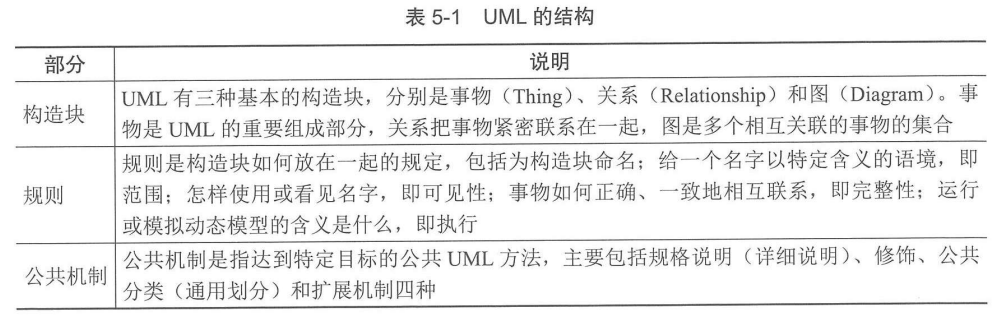 表 5-1 UML 的结构
部分 说明
构造块
UML 有三种基本的构造块，分别是事物（Thing）、关系（Relationship）和图（Diagram）。事
物是 UML 的重要组成部分，关系把事物紧密联系在一起，图是多个相互关联的事物的集合
规则
规则是构造块如何放在一起的规定，包括为构造块命名；给一个名字以特定含义的语境，即
范围；怎样使用或看见名字，即可见性；事物如何正确、一致地相互联系，即完整性；运行
或模拟动态模型的含义是什么，即执行
公共机制
公共机制是指达到特定目标的公共 UML 方法，主要包括规格说明（详细说明）、修饰、公共
分类（通用划分）和扩展机制四种